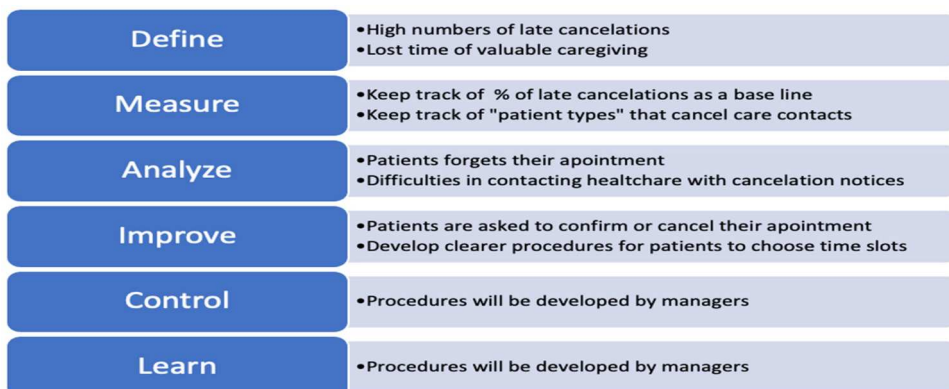 Define
•High numbers of late cancelations
•Lost time of valuable caregiving
Measure
•Keep track of % of late cancelations as a base line
•Keep track of "patient types" that cancel care contacts
Analyze
•Patients forgets their apointment
•Difficulties in contacting healtchare with cancelation notices
Improve
•Patients are asked to confirm or cancel their apointment
•Develop clearer procedures for patients to choose time slots
Control
•Procedures will be developed by managers
Learn
•Procedures will be developed by managers